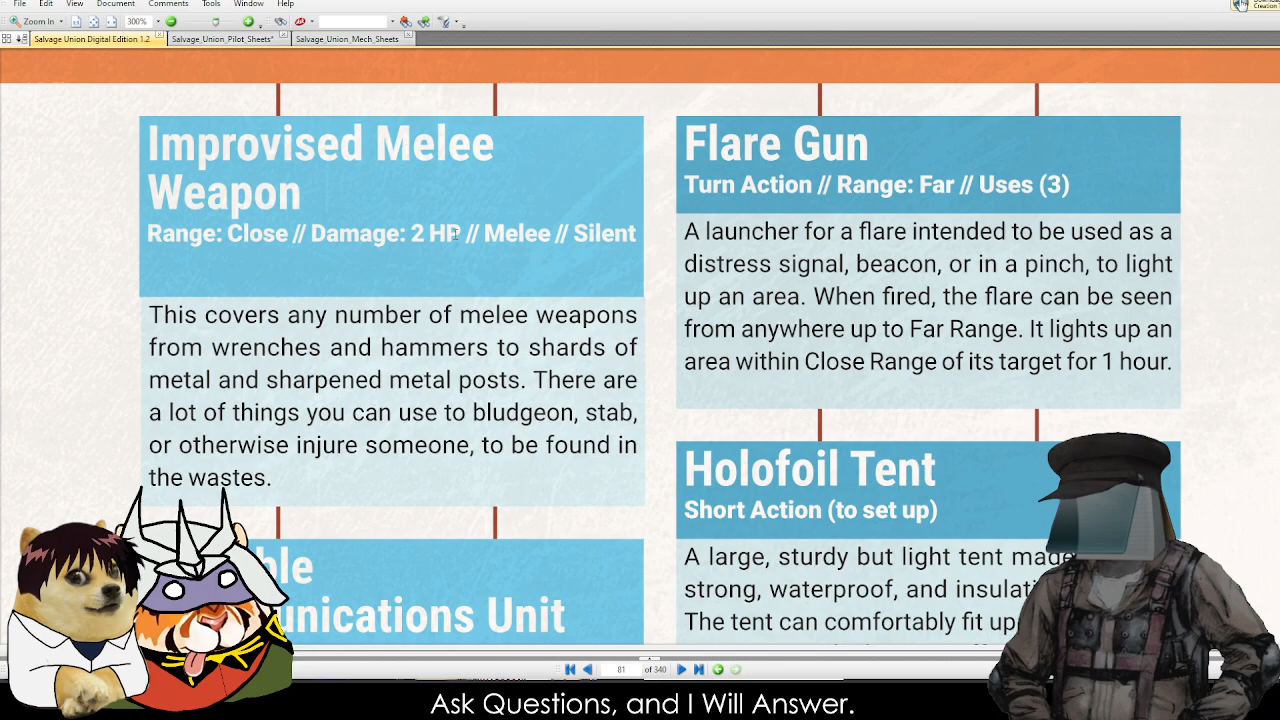 File Edit View Document Comments Tools Window Help
Zoom In 300%
Creation
Salvage Union Digital Edition 1.2 Salvage_Union_Pilot_Sheets* Salvage_Union_Mech_Sheets
Improvised Melee
Weapon
Range: Close // Damage: 2 HP // Melee // Silent
This covers any number of melee weapons
from wrenches and hammers to shards of
metal and sharpened metal posts. There are
a lot of things you can use to bludgeon, stab,
or otherwise injure someone, to be found in
the wastes.
Flare Gun
Turn Action // Range: Far // Uses (3)
A launcher for a flare intended to be used as a
distress signal, beacon, or in a pinch, to light
up an area. When fired, the flare can be seen
from anywhere up to Far Range. It lights up an
area within Close Range of its target for 1 hour.
Holofoil Tent
Short Action (to set up)
A large, sturdy but light tent made
strong, waterproof, and insulati
The tent can comfortably fit up
ble
unications Unit
81 of 340
Ask Questions, and I Will Answer.